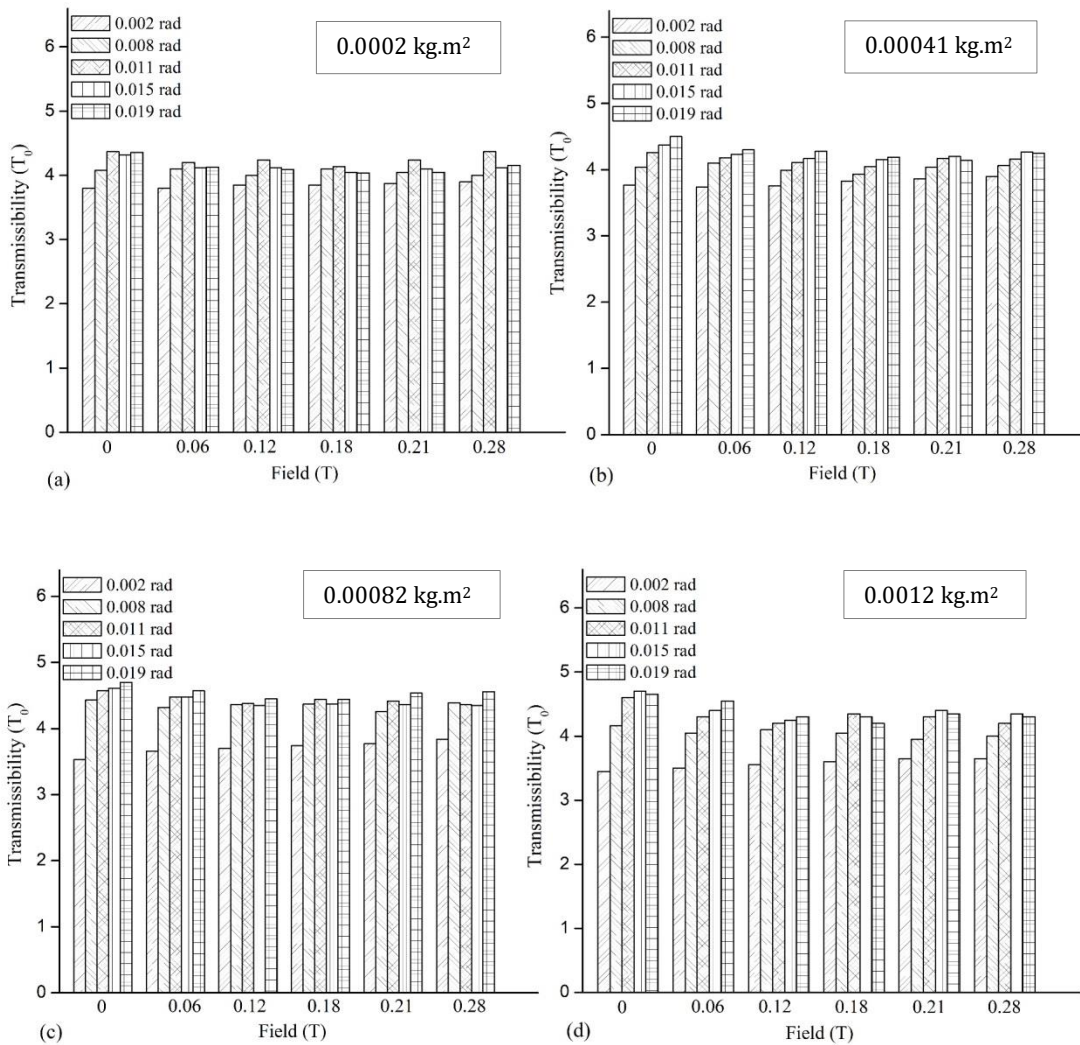 0.002 rad
0.008 rad
0.011 rad
0.015 rad
0.019 rad
0.0002 kg.m²
6
5
4
3
2
1
0
Transmissibility (T₀)
0 0.06 0.12 0.18 0.21 0.28
Field (T)
(a)
0.002 rad
0.008 rad
0.011 rad
0.015 rad
0.019 rad
0.00041 kg.m²
6
5
4
3
2
1
0
Transmissibility (T₀)
0 0.06 0.12 0.18 0.21 0.28
Field (T)
(b)
0.002 rad
0.008 rad
0.011 rad
0.015 rad
0.019 rad
0.00082 kg.m²
6
5
4
3
2
1
0
Transmissibility (T₀)
0 0.06 0.12 0.18 0.21 0.28
Field (T)
(c)
0.002 rad
0.008 rad
0.011 rad
0.015 rad
0.019 rad
0.0012 kg.m²
6
5
4
3
2
1
0
Transmissibility (T₀)
0 0.06 0.12 0.18 0.21 0.28
Field (T)
(d)